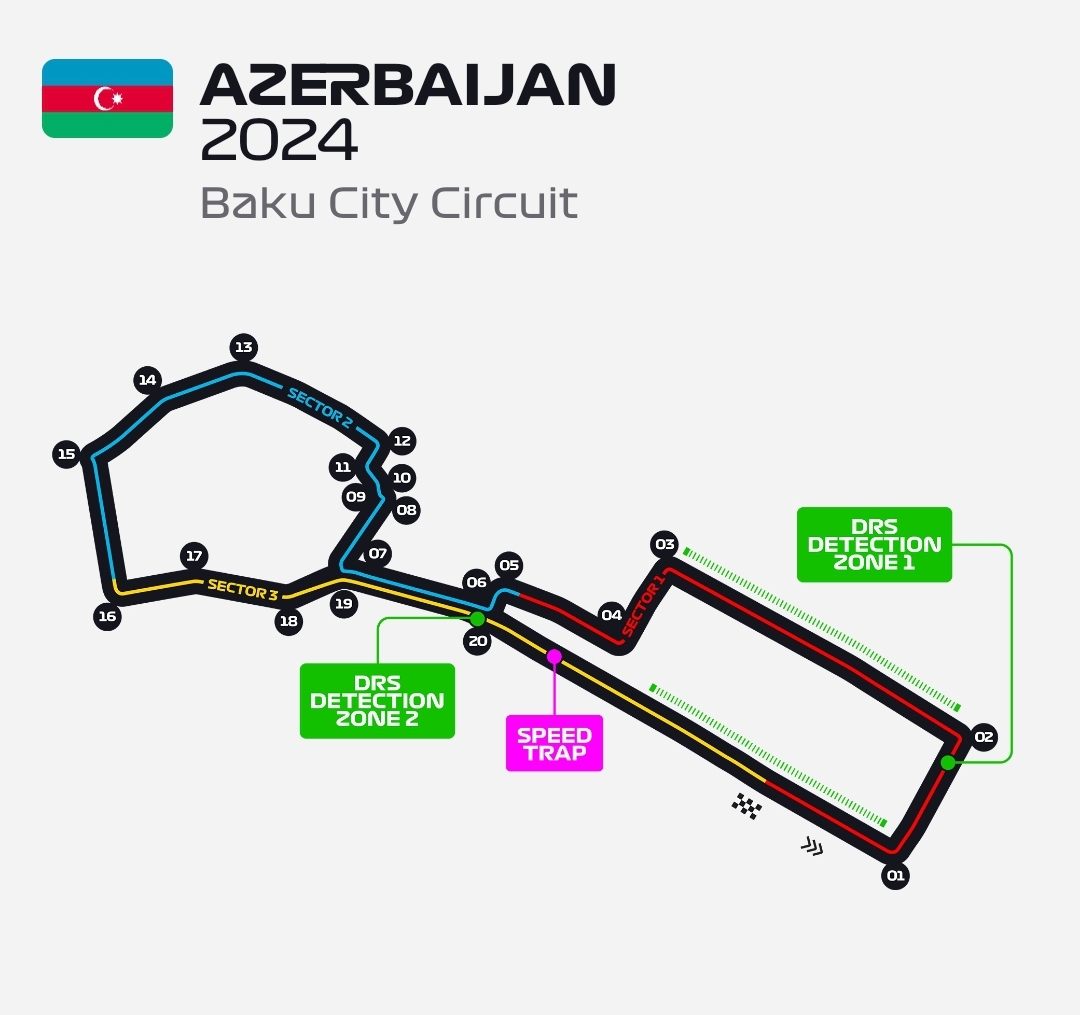 AZERBAIJAN
2024
Baku City Circuit
13
14
SECTOR 2
12
15
11
10
09
08
DRS
DETECTION
ZONE 1
03
07
17
05
06
SECTOR 3
SECTOR 1
19
04
16
18
20
DRS
DETECTION
ZONE 2
SPEED
TRAP
02
01